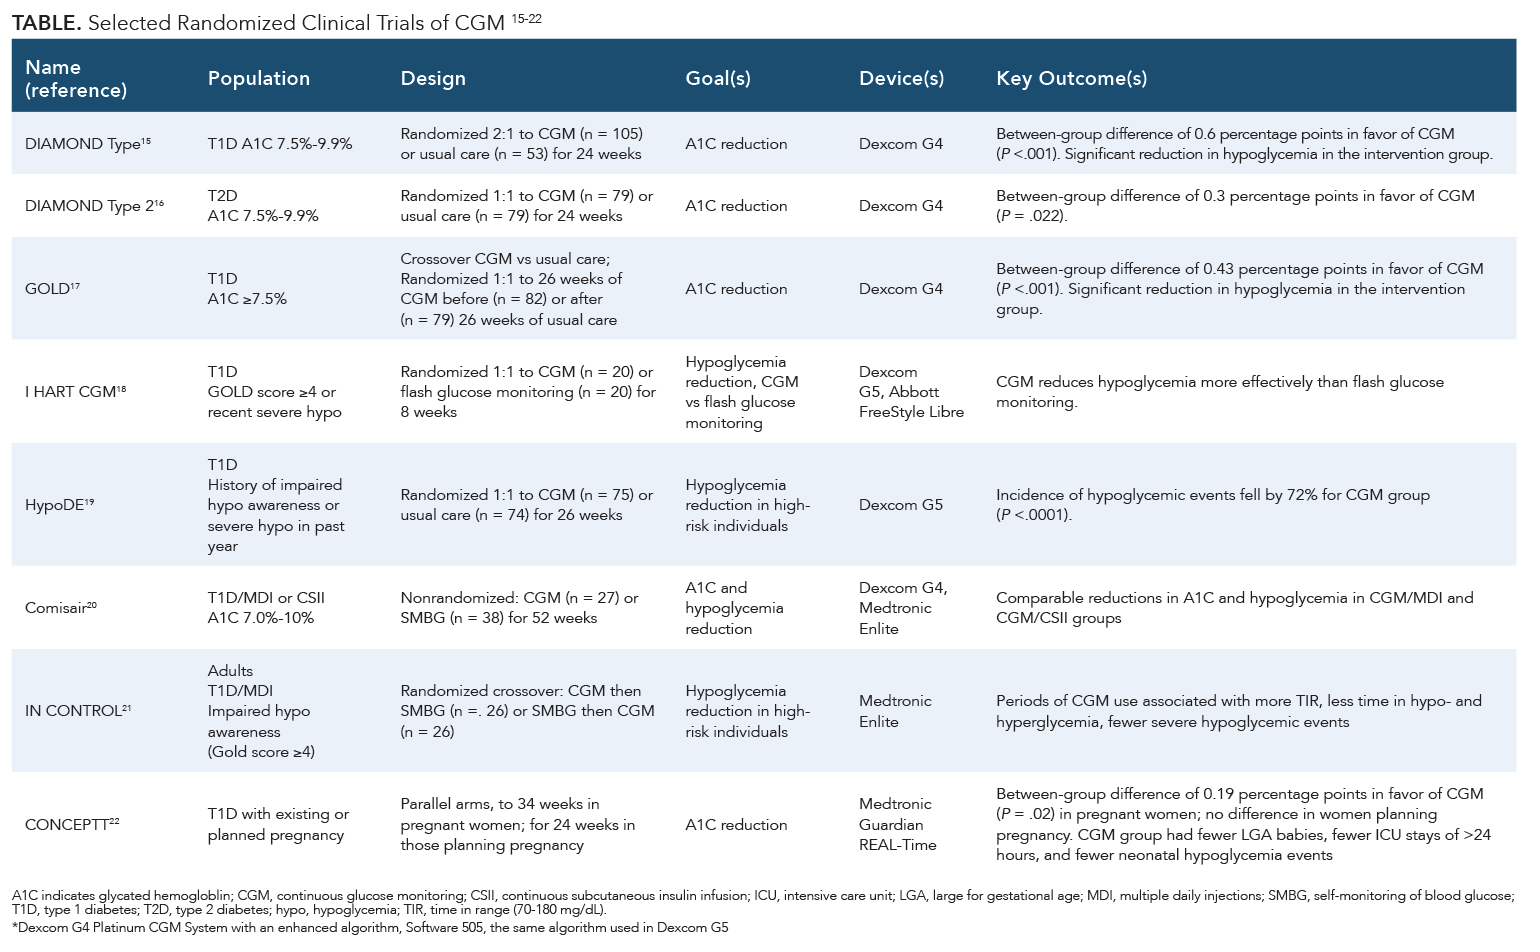 TABLE. Selected Randomized Clinical Trials of CGM 15-22
Name
(reference)
Population
Design
Goal(s)
Device(s)
Key Outcome(s)
DIAMOND Type15
T1D A1C 7.5%-9.9%
Randomized 2:1 to CGM (n = 105)
or usual care (n = 53) for 24 weeks
A1C reduction
Dexcom G4
Between-group difference of 0.6 percentage points in favor of CGM
(P <.001). Significant reduction in hypoglycemia in the intervention group.
DIAMOND Type 216
T2D
A1C 7.5%-9.9%
Randomized 1:1 to CGM (n = 79) or
usual care (n = 79) for 24 weeks
A1C reduction
Dexcom G4
Between-group difference of 0.3 percentage points in favor of CGM
(P = .022).
GOLD17
T1D
A1C ≥7.5%
Crossover CGM vs usual care;
Randomized 1:1 to 26 weeks of
CGM before (n = 82) or after
(n = 79) 26 weeks of usual care
A1C reduction
Dexcom G4
Between-group difference of 0.43 percentage points in favor of CGM
(P <.001). Significant reduction in hypoglycemia in the intervention
group.
I HART CGM18
T1D
GOLD score ≥4 or
recent severe hypo
Randomized 1:1 to CGM (n = 20) or
flash glucose monitoring (n = 20) for
8 weeks
Hypoglycemia
reduction, CGM
vs flash glucose
monitoring
Dexcom
G5, Abbott
FreeStyle Libre
CGM reduces hypoglycemia more effectively than flash glucose
monitoring.
HypoDE19
T1D
History of impaired
hypo awareness or
severe hypo in past
year
Randomized 1:1 to CGM (n = 75) or
usual care (n = 74) for 26 weeks
Hypoglycemia
reduction in high-
risk individuals
Dexcom G5
Incidence of hypoglycemic events fell by 72% for CGM group
(P <.0001).
Comisair20
T1D/MDI or CSII
A1C 7.0%-10%
Nonrandomized: CGM (n = 27) or
SMBG (n = 38) for 52 weeks
A1C and
hypoglycemia
reduction
Dexcom G4,
Medtronic
Enlite
Comparable reductions in A1C and hypoglycemia in CGM/MDI and
CGM/CSII groups
IN CONTROL21
Adults
T1D/MDI
Impaired hypo
awareness
(Gold score ≥4)
Randomized crossover: CGM then
SMBG (n =. 26) or SMBG then CGM
(n = 26)
Hypoglycemia
reduction in high-
risk individuals
Medtronic
Enlite
Periods of CGM use associated with more TIR, less time in hypo- and
hyperglycemia, fewer severe hypoglycemic events
CONCEPTT22
T1D with existing or
planned pregnancy
Parallel arms, to 34 weeks in
pregnant women; for 24 weeks in
those planning pregnancy
A1C reduction
Medtronic
Guardian
REAL-Time
Between-group difference of 0.19 percentage points in favor of CGM
(P = .02) in pregnant women; no difference in women planning
pregnancy. CGM group had fewer LGA babies, fewer ICU stays of >24
hours, and fewer neonatal hypoglycemia events
A1C indicates glycated hemogloblin; CGM, continuous glucose monitoring; CSII, continuous subcutaneous insulin infusion; ICU, intensive care unit; LGA, large for gestational age; MDI, multiple daily injections; SMBG, self-monitoring of blood glucose;
T1D, type 1 diabetes; T2D, type 2 diabetes; hypo, hypoglycemia; TIR, time in range (70-180 mg/dL).
*Dexcom G4 Platinum CGM System with an enhanced algorithm, Software 505, the same algorithm used in Dexcom G5